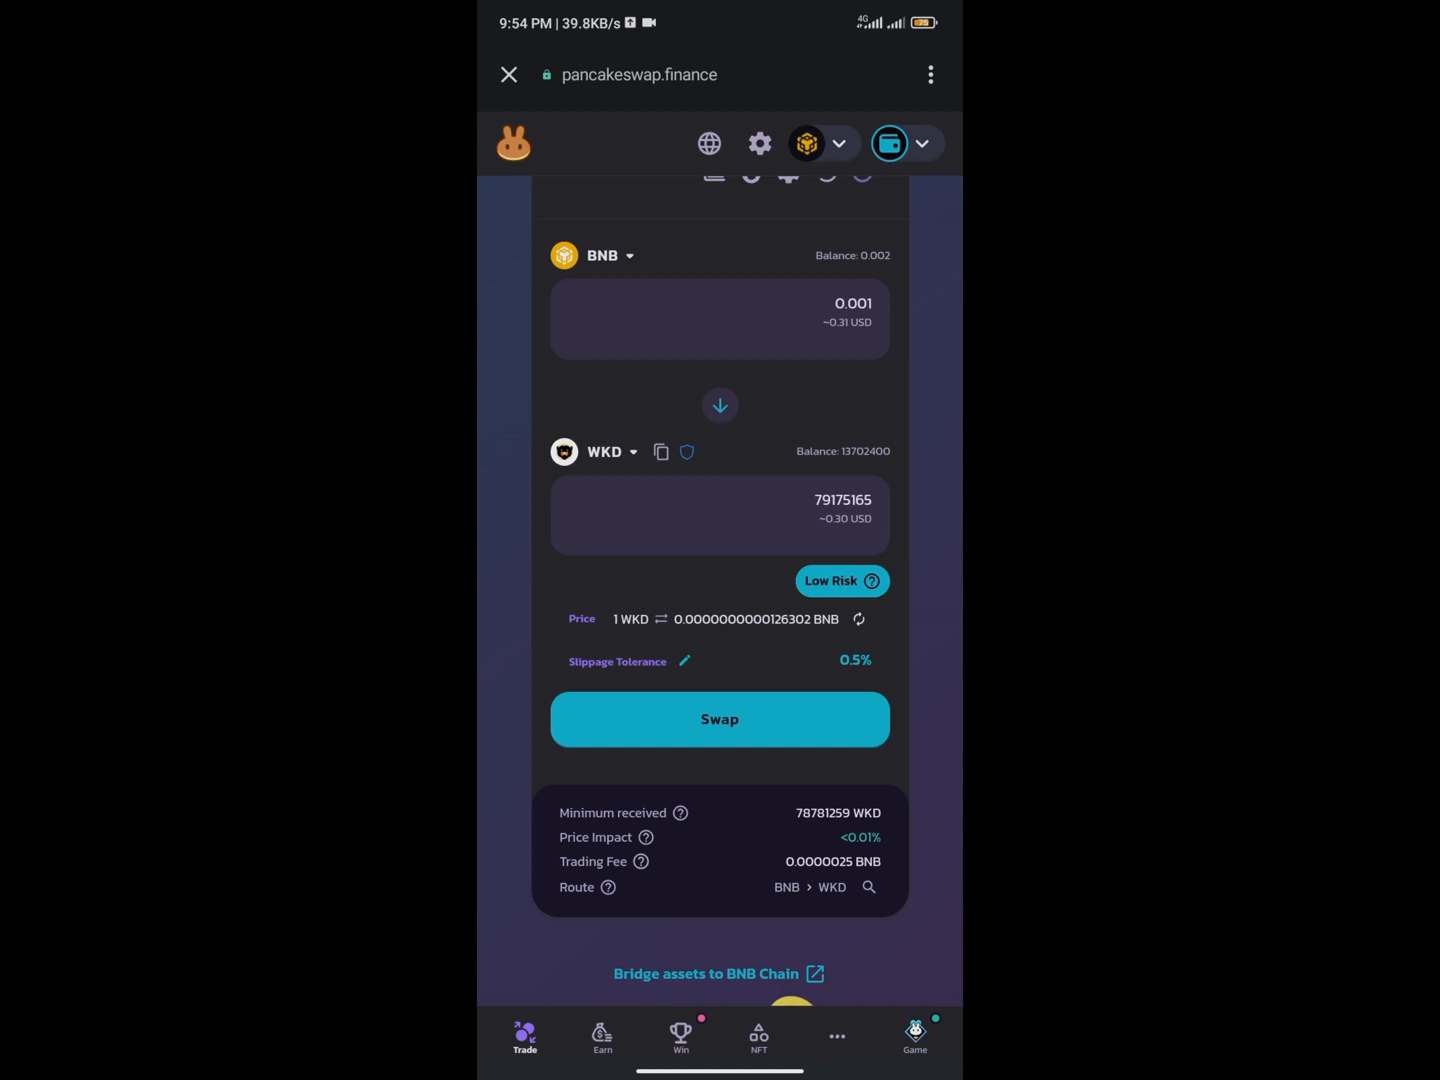 9:54 PM | 39.8KB/s 4G 75
pancakeswap.finance
BNB Balance: 0.002
0.001
~0.31 USD
WKD Balance: 13702400
79175165
~0.30 USD
Low Risk ?
Price 1 WKD ⇄ 0.0000000000126302 BNB
Slippage Tolerance 0.5%
Swap
Minimum received ? 78781259 WKD
Price Impact ? <0.01%
Trading Fee ? 0.0000025 BNB
Route ? BNB > WKD
Bridge assets to BNB Chain
Trade Earn Win NFT ... Game